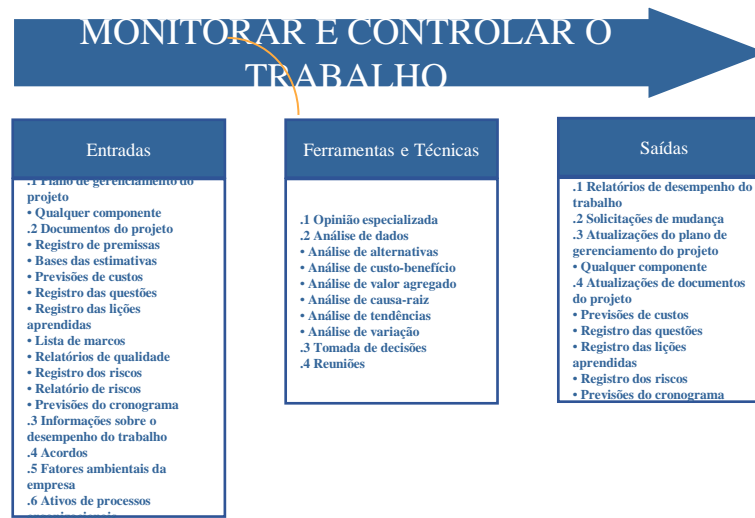 MONITORAR E CONTROLAR O
TRABALHO
Entradas
.1 Plano de gerenciamento do
projeto
• Qualquer componente
.2 Documentos do projeto
• Registro de premissas
• Bases das estimativas
• Previsões de custos
• Registro das questões
• Registro das lições
aprendidas
• Lista de marcos
• Relatórios de qualidade
• Registro dos riscos
• Relatório de riscos
• Previsões do cronograma
.3 Informações sobre o
desempenho do trabalho
.4 Acordos
.5 Fatores ambientais da
empresa
.6 Ativos de processos
organizacionais
Ferramentas e Técnicas
.1 Opinião especializada
.2 Análise de dados
• Análise de alternativas
• Análise de custo-benefício
• Análise de valor agregado
• Análise de causa-raiz
• Análise de tendências
• Análise de variação
.3 Tomada de decisões
.4 Reuniões
Saídas
.1 Relatórios de desempenho do
trabalho
.2 Solicitações de mudança
.3 Atualizações do plano de
gerenciamento do projeto
• Qualquer componente
.4 Atualizações de documentos
do projeto
• Previsões de custos
• Registro das questões
• Registro das lições
aprendidas
• Registro dos riscos
• Previsões do cronograma